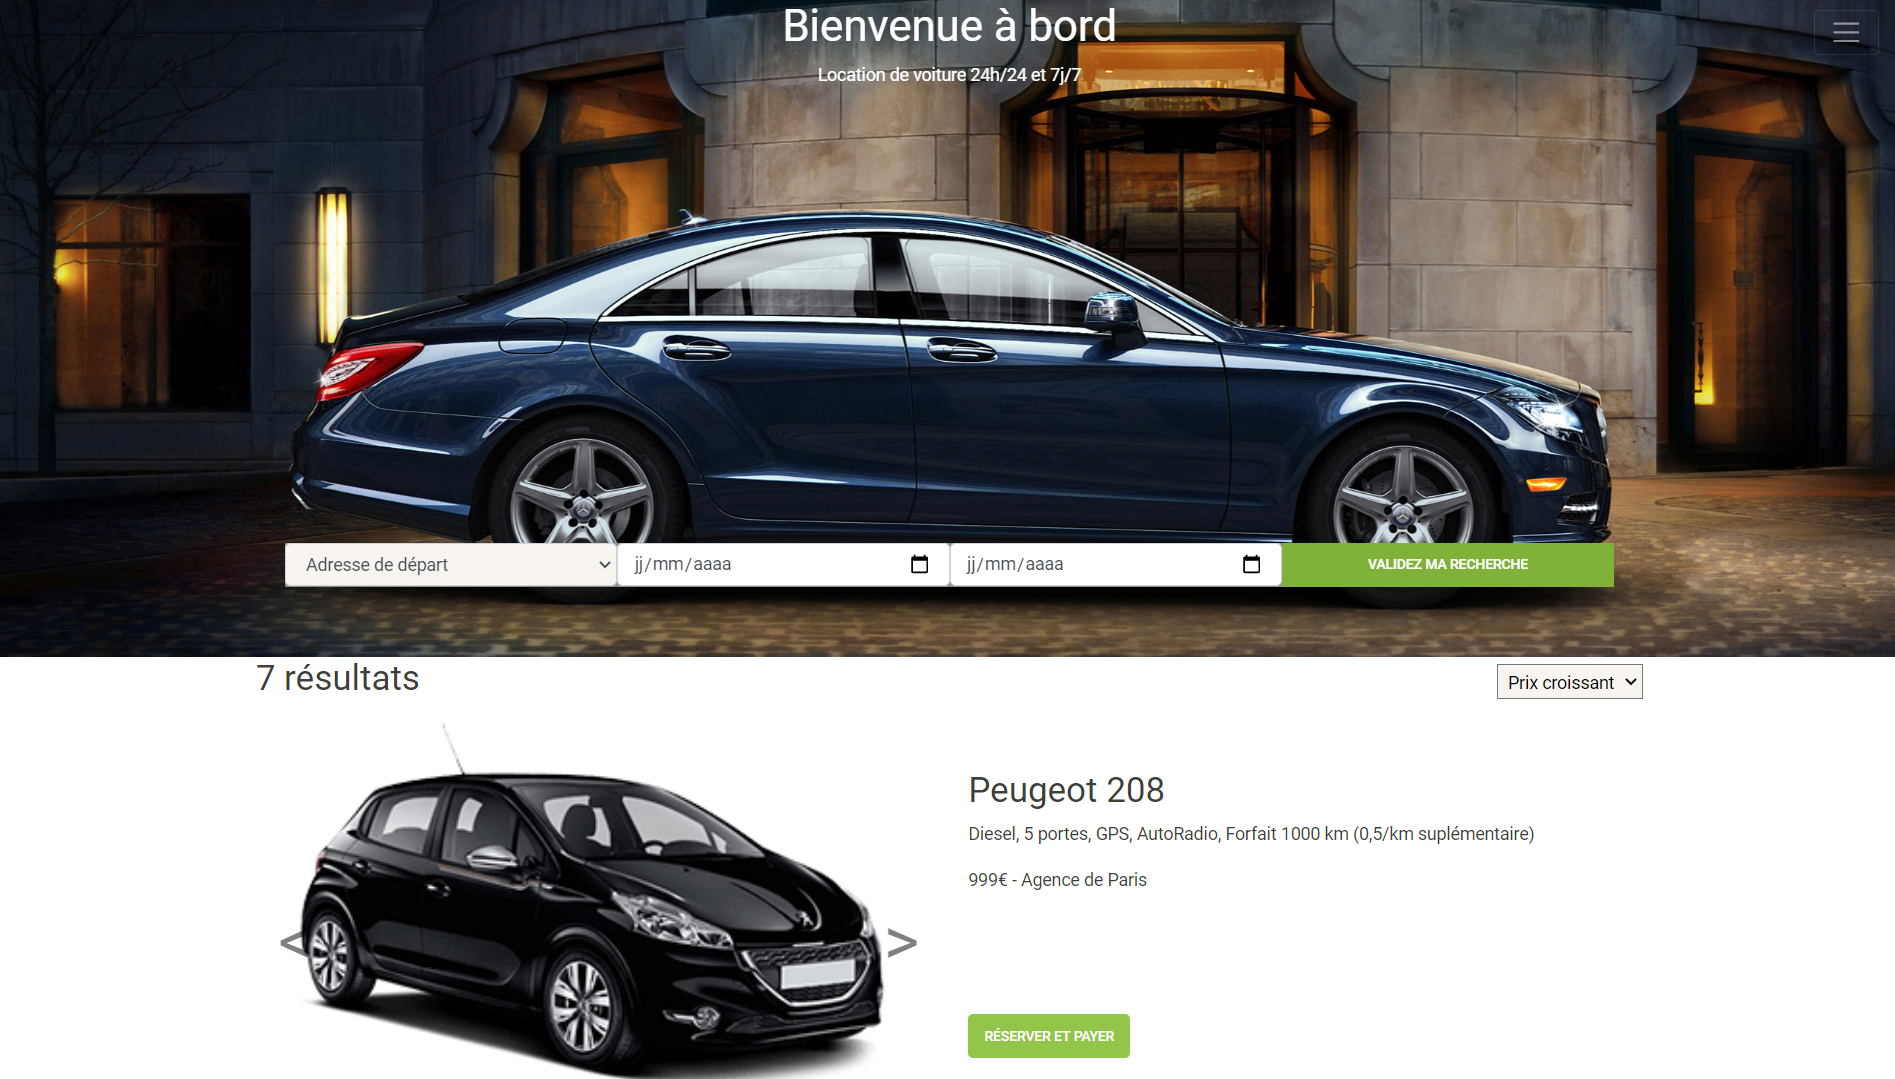 Bienvenue à bord
Location de voiture 24h/24 et 7j/7
Adresse de départ
jj/mm/aaaa
jj/mm/aaaa
VALIDEZ MA RECHERCHE
7 résultats
Prix croissant
Peugeot 208
Diesel, 5 portes, GPS, AutoRadio, Forfait 1000 km (0,5/km suplémentaire)
999€ - Agence de Paris
< >
RÉSERVER ET PAYER